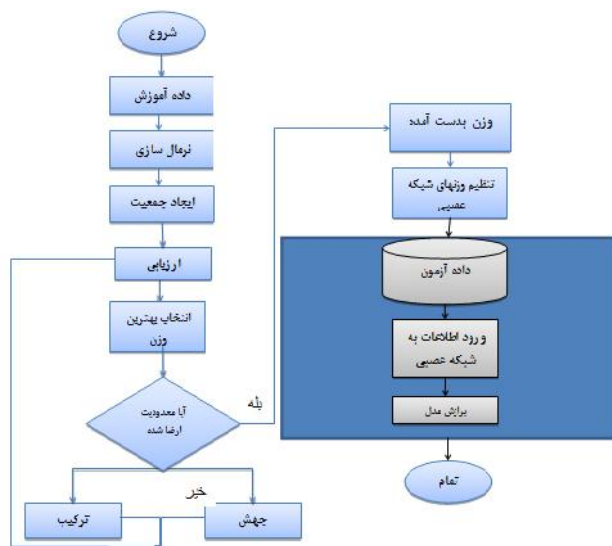 شروع
داده آموزش
نرمال سازی
ایجاد جمعیت
ارزیابی
انتخاب بهترین
وزن
آیا محدودیت
ارضا شده
بله
خیر
ترکیب
جهش
وزن بدست آمده
تنظیم وزنهای شبکه
عصبی
داده آزمون
ورود اطلاعات به
شبکه عصبی
برازش مدل
تمام